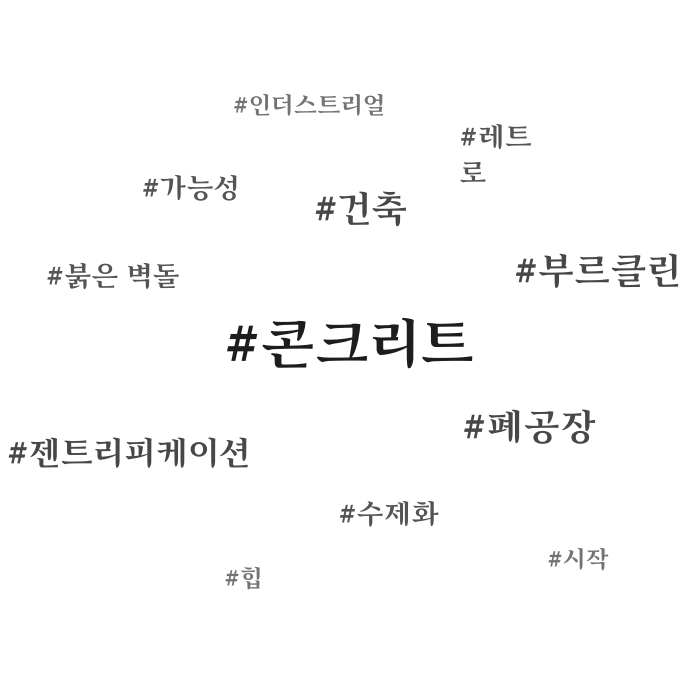 #인더스트리얼
#레트
로
#가능성
#건축
#붉은 벽돌
#부르클린
#콘크리트
#폐공장
#젠트리피케이션
#수제화
#시작
#힙